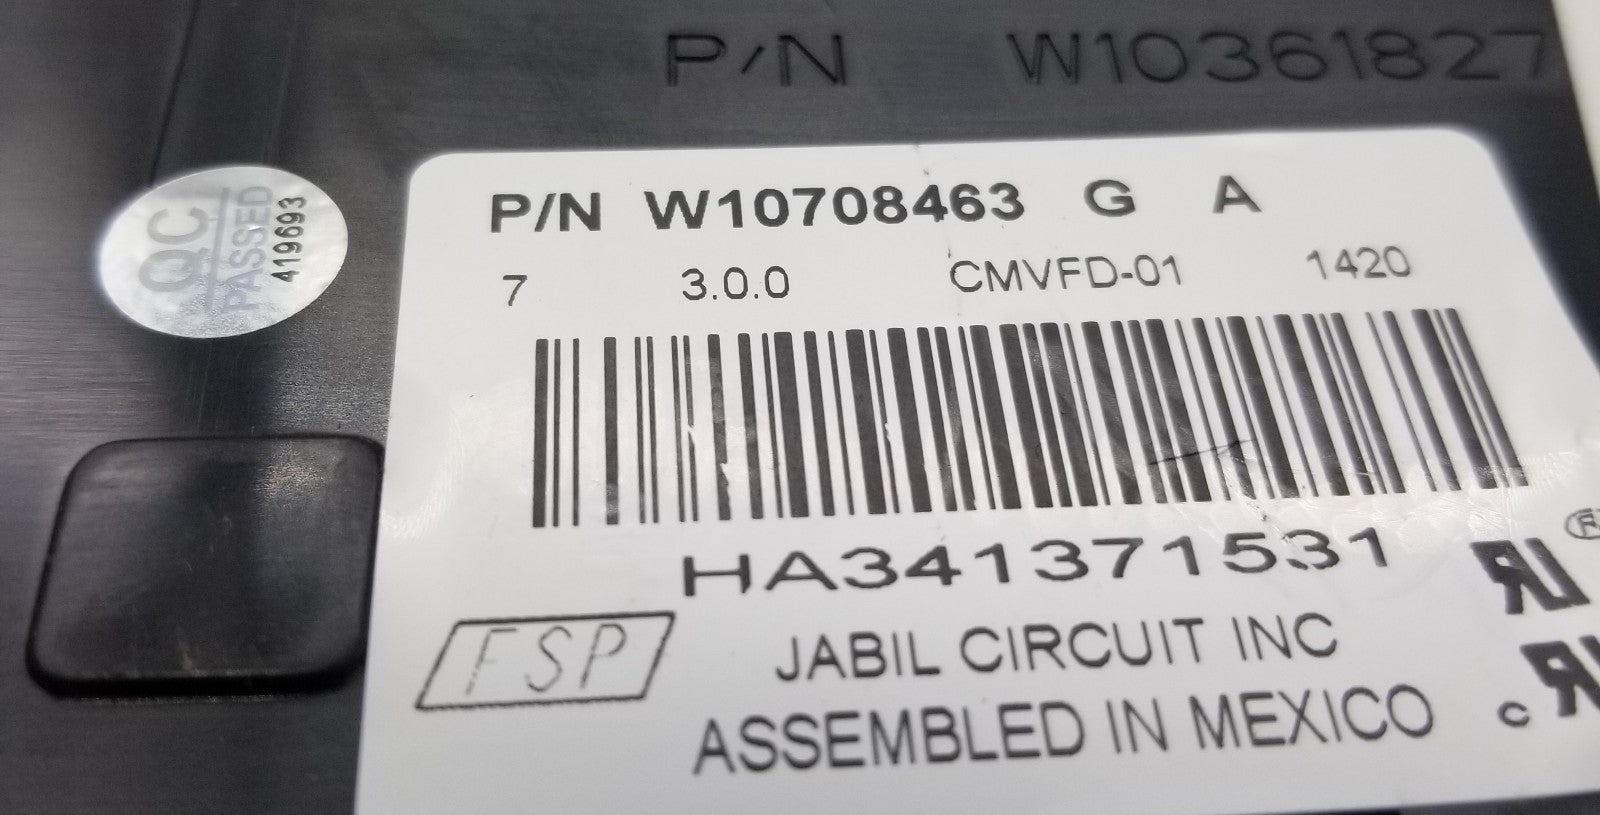 P/N W10361827
QC
PASSED
419693
P/N W10708463 G A
7 3.0.0 CMVFD-01 1420
HA341371531
FSP
JABIL CIRCUIT INC
ASSEMBLED IN MEXICO